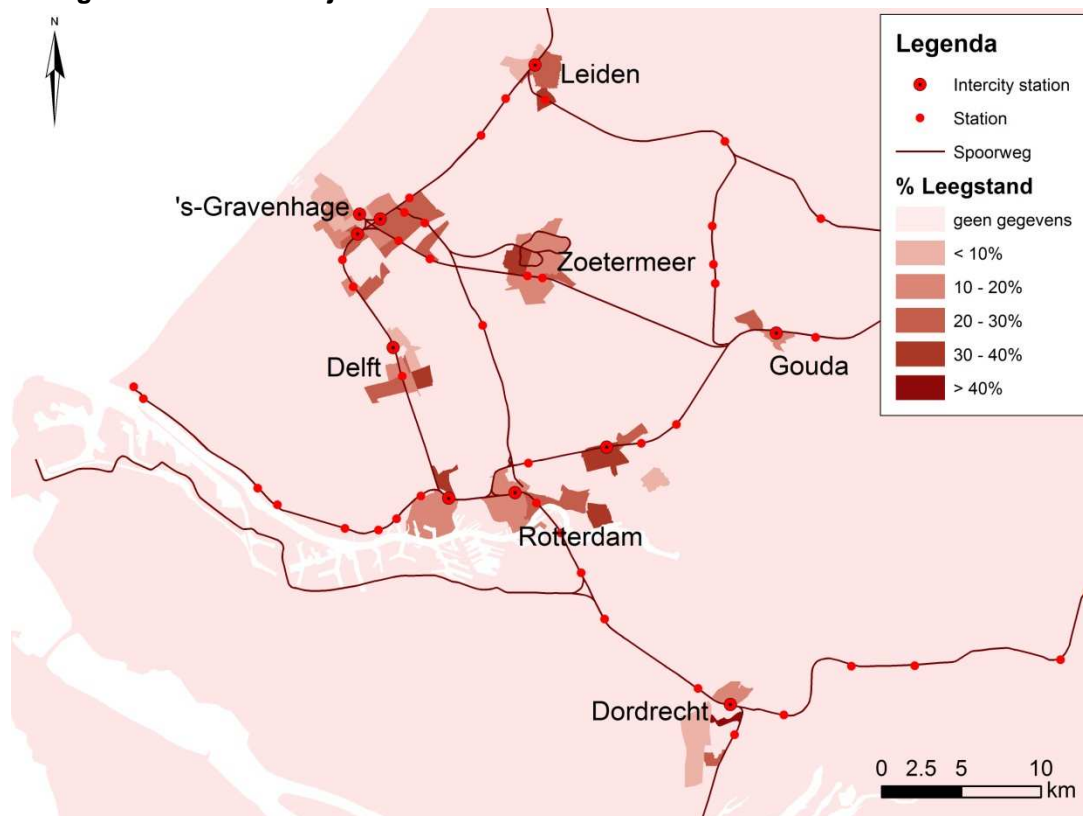 N
Leiden
's-Gravenhage
Zoetermeer
Delft
Gouda
Rotterdam
Dordrecht
Legenda
Intercity station
Station
Spoorweg
% Leegstand
geen gegevens
< 10%
10 - 20%
20 - 30%
30 - 40%
> 40%
0 2.5 5 10
km